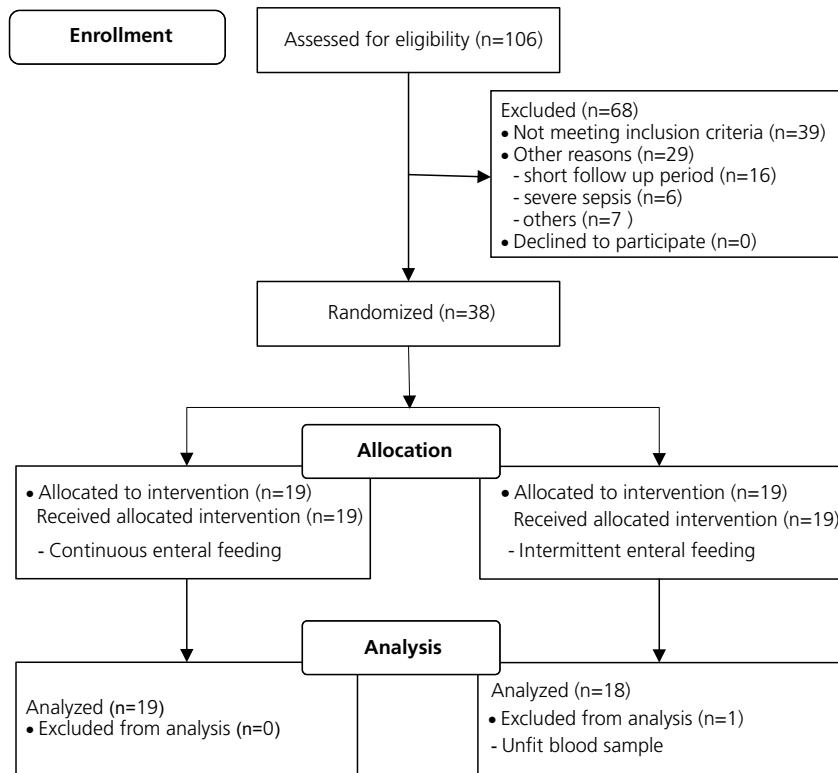 Enrollment
Assessed for eligibility (n=106)
Excluded (n=68)
• Not meeting inclusion criteria (n=39)
• Other reasons (n=29)
- short follow up period (n=16)
- severe sepsis (n=6)
- others (n=7 )
• Declined to participate (n=0)
Randomized (n=38)
Allocation
• Allocated to intervention (n=19)
Received allocated intervention (n=19)
- Continuous enteral feeding
• Allocated to intervention (n=19)
Received allocated intervention (n=19)
- Intermittent enteral feeding
Analysis
Analyzed (n=19)
• Excluded from analysis (n=0)
Analyzed (n=18)
• Excluded from analysis (n=1)
- Unfit blood sample